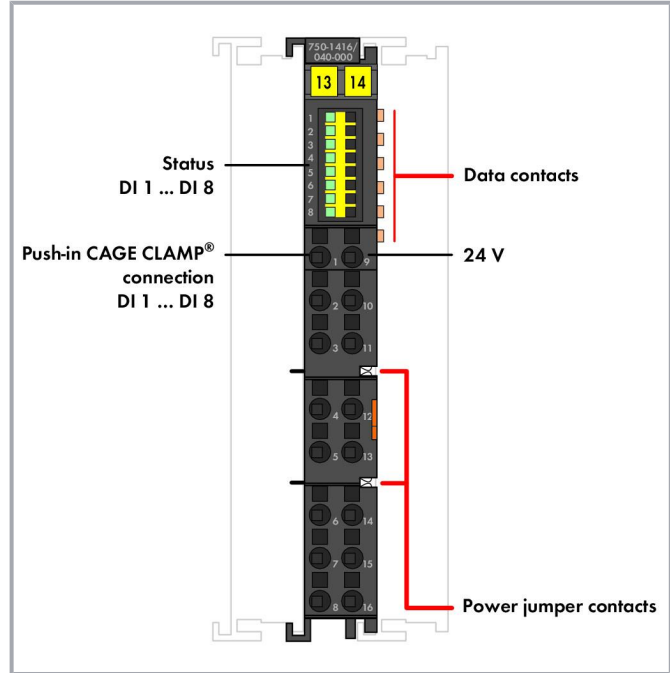 750-1416/
040-000
13 14
1
2
3
4
5
6
7
8
Status
DI 1 ... DI 8
Data contacts
Push-in CAGE CLAMP®
connection
DI 1 ... DI 8
24 V
1 9
2 10
3 11
4 12
5 13
6 14
7 15
8 16
Power jumper contacts